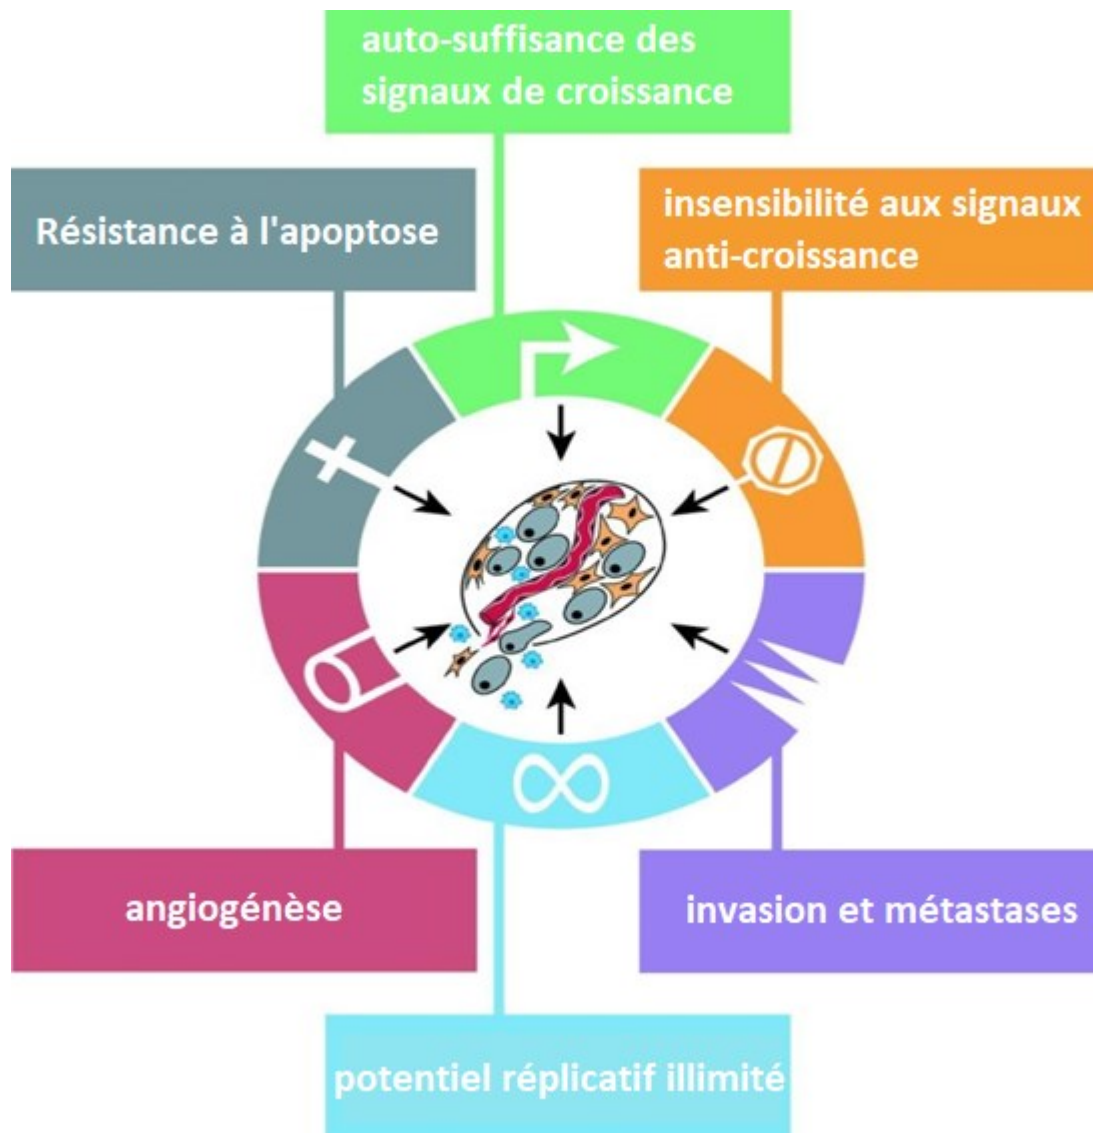 auto-suffisance des
signaux de croissance
Résistance à l'apoptose
insensibilité aux signaux
anti-croissance
angiogénèse
invasion et métastases
potentiel réplicatif illimité